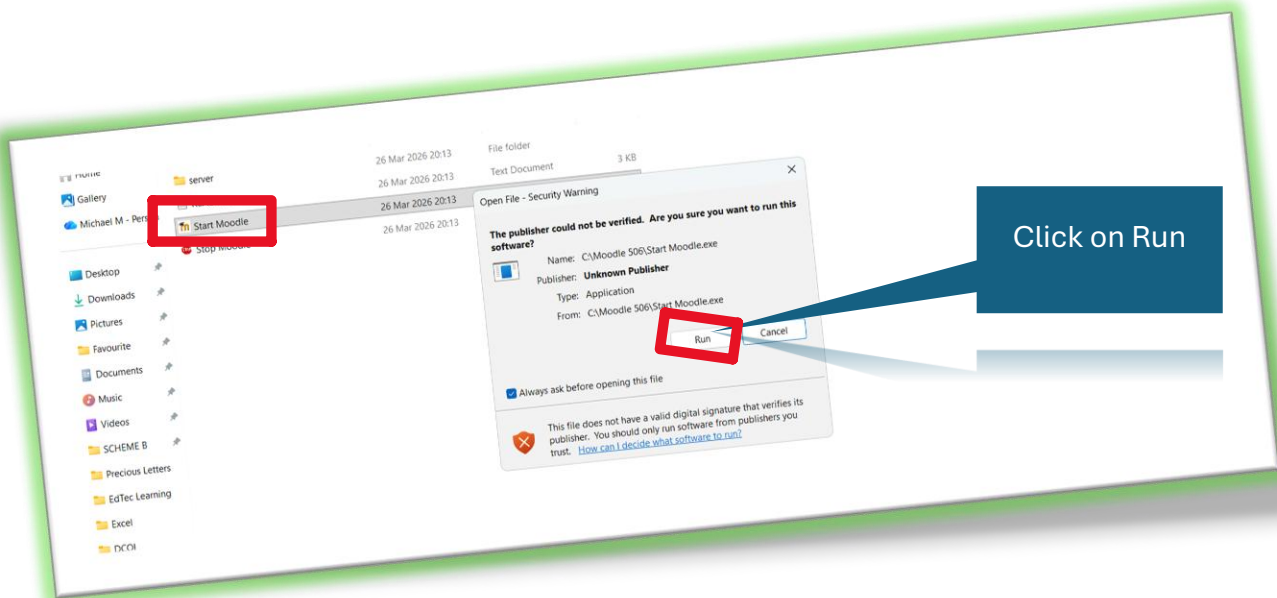 Home
Gallery
Michael M - Pers
Desktop
Downloads
Pictures
Favourite
Documents
Music
Videos
SCHEME B
Precious Letters
EdTec Learning
Excel
DCOL
server 26 Mar 2026 20:13 File folder
26 Mar 2026 20:13 Text Document 3 KB
Start Moodle 26 Mar 2026 20:13
Stop Moodle 26 Mar 2026 20:13
Open File - Security Warning
The publisher could not be verified. Are you sure you want to run this
software?
Name: C:\Moodle 506\Start Moodle.exe
Publisher: Unknown Publisher
Type: Application
From: C:\Moodle 506\Start Moodle.exe
Run Cancel
Always ask before opening this file
This file does not have a valid digital signature that verifies its
publisher. You should only run software from publishers you
trust. How can I decide what software to run?
Click on Run